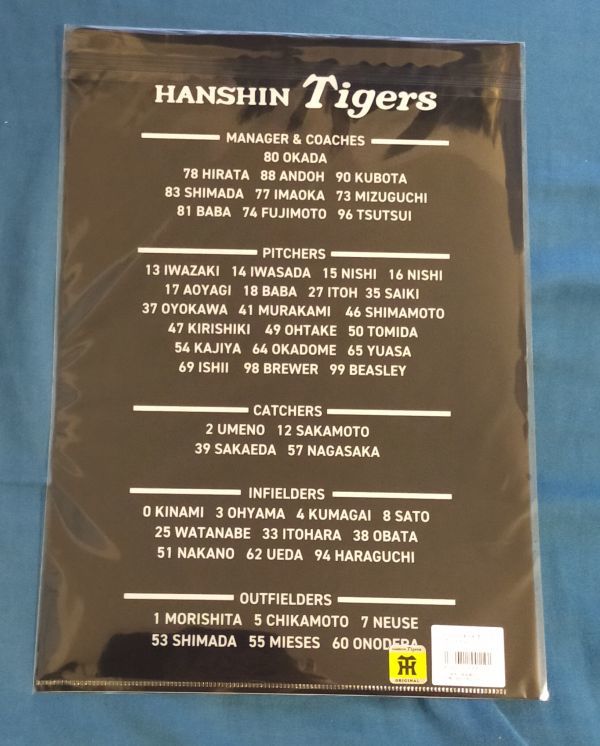 HANSHIN Tigers
MANAGER & COACHES
80 OKADA
78 HIRATA 88 ANDOH 90 KUBOTA
83 SHIMADA 77 IMAOKA 73 MIZUGUCHI
81 BABA 74 FUJIMOTO 96 TSUTSUI
PITCHERS
13 IWAZAKI 14 IWASADA 15 NISHI 16 NISHI
17 AOYAGI 18 BABA 27 ITOH 35 SAIKI
37 OYOKAWA 41 MURAKAMI 46 SHIMAMOTO
47 KIRISHIKI 49 OHTAKE 50 TOMIDA
54 KAJIYA 64 OKADOME 65 YUASA
69 ISHII 98 BREWER 99 BEASLEY
CATCHERS
2 UMENO 12 SAKAMOTO
39 SAKAEDA 57 NAGASAKA
INFIELDERS
0 KINAMI 3 OHYAMA 4 KUMAGAI 8 SATO
25 WATANABE 33 ITOHARA 38 OBATA
51 NAKANO 62 UEDA 94 HARAGUCHI
OUTFIELDERS
1 MORISHITA 5 CHIKAMOTO 7 NEUSE
53 SHIMADA 55 MIESES 60 ONODERA
HANSHIN Tigers
ORIGINAL